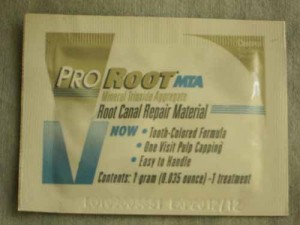 PROROOT MTA
Mineral Trioxide Aggregate
Root Canal Repair Material
NOW • Tooth-Colored Formula
• One Visit Pulp Capping
• Easy to Handle
Contents: 1 gram (0.035 ounce) -1 treatment